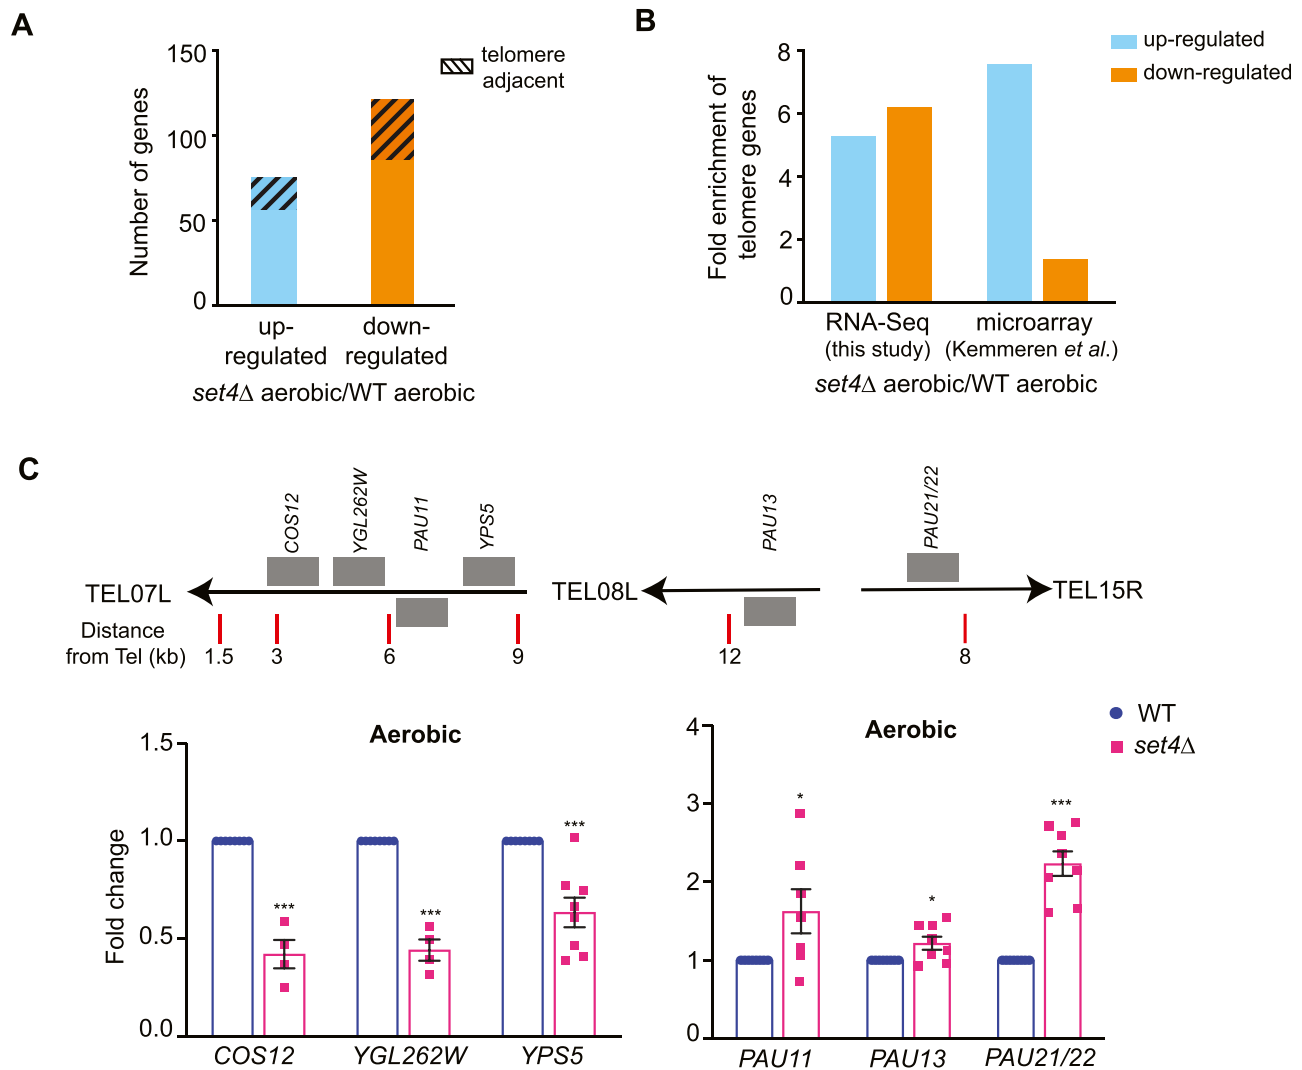 A
150
100
50
0
Number of genes
telomere
adjacent
up-
regulated
down-
regulated
set4Δ aerobic/WT aerobic
B
8
6
4
2
0
Fold enrichment of
telomere genes
up-regulated
down-regulated
RNA-Seq
(this study)
microarray
(Kemmeren et al.)
set4Δ aerobic/WT aerobic
C
COS12
YGL262W
PAU11
YPS5
PAU13
PAU21/22
TEL07L
TEL08L
TEL15R
Distance
from Tel (kb)
1.5
3
6
9
12
8
Aerobic
1.5
1.0
0.5
0.0
Fold change
***
***
***
COS12
YGL262W
YPS5
Aerobic
4
3
2
1
0
*
*
***
PAU11
PAU13
PAU21/22
WT
set4Δ